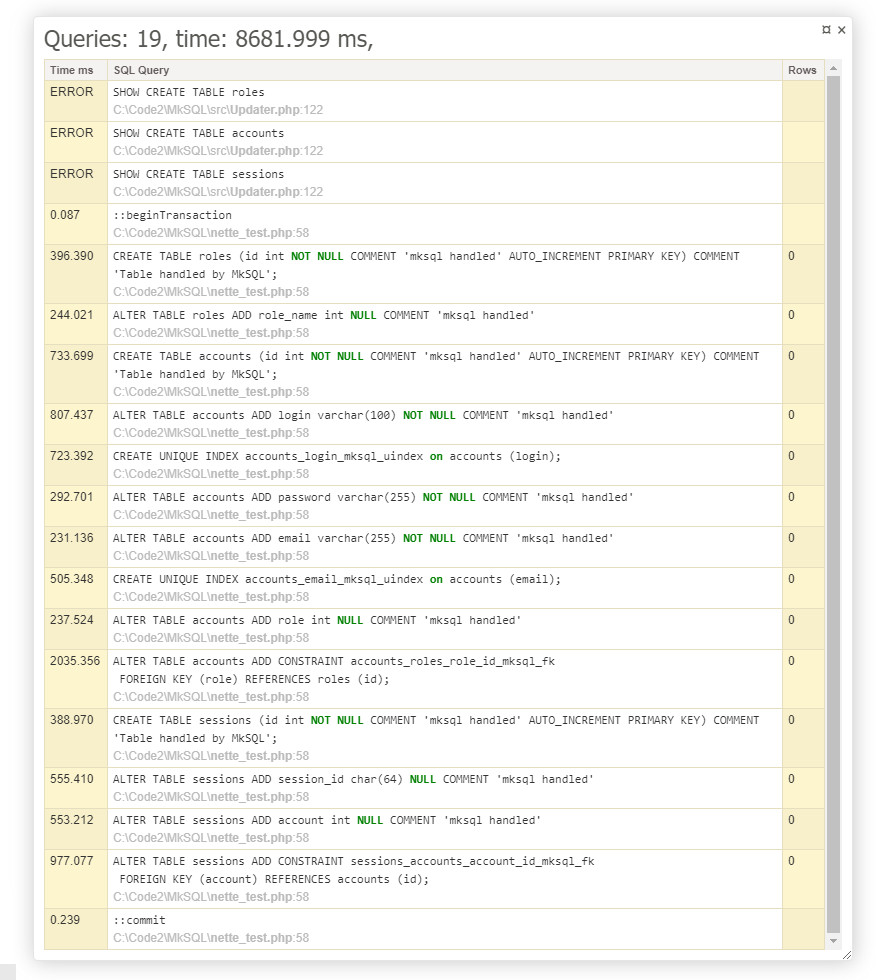 Queries: 19, time: 8681.999 ms,
Time ms SQL Query Rows
ERROR SHOW CREATE TABLE roles
C:\Code2\MkSQL\src\Updater.php:122
ERROR SHOW CREATE TABLE accounts
C:\Code2\MkSQL\src\Updater.php:122
ERROR SHOW CREATE TABLE sessions
C:\Code2\MkSQL\src\Updater.php:122
0.087 ::beginTransaction
C:\Code2\MkSQL\nette_test.php:58
396.390 CREATE TABLE roles (id int NOT NULL COMMENT 'mksql handled' AUTO_INCREMENT PRIMARY KEY) COMMENT 0
'Table handled by MkSQL';
C:\Code2\MkSQL\nette_test.php:58
244.021 ALTER TABLE roles ADD role_name int NULL COMMENT 'mksql handled' 0
C:\Code2\MkSQL\nette_test.php:58
733.699 CREATE TABLE accounts (id int NOT NULL COMMENT 'mksql handled' AUTO_INCREMENT PRIMARY KEY) COMMENT 0
'Table handled by MkSQL';
C:\Code2\MkSQL\nette_test.php:58
807.437 ALTER TABLE accounts ADD login varchar(100) NOT NULL COMMENT 'mksql handled' 0
C:\Code2\MkSQL\nette_test.php:58
723.392 CREATE UNIQUE INDEX accounts_login_mksql_uindex on accounts (login); 0
C:\Code2\MkSQL\nette_test.php:58
292.701 ALTER TABLE accounts ADD password varchar(255) NOT NULL COMMENT 'mksql handled' 0
C:\Code2\MkSQL\nette_test.php:58
231.136 ALTER TABLE accounts ADD email varchar(255) NOT NULL COMMENT 'mksql handled' 0
C:\Code2\MkSQL\nette_test.php:58
505.348 CREATE UNIQUE INDEX accounts_email_mksql_uindex on accounts (email); 0
C:\Code2\MkSQL\nette_test.php:58
237.524 ALTER TABLE accounts ADD role int NULL COMMENT 'mksql handled' 0
C:\Code2\MkSQL\nette_test.php:58
2035.356 ALTER TABLE accounts ADD CONSTRAINT accounts_roles_role_id_mksql_fk 0
FOREIGN KEY (role) REFERENCES roles (id);
C:\Code2\MkSQL\nette_test.php:58
388.970 CREATE TABLE sessions (id int NOT NULL COMMENT 'mksql handled' AUTO_INCREMENT PRIMARY KEY) COMMENT 0
'Table handled by MkSQL';
C:\Code2\MkSQL\nette_test.php:58
555.410 ALTER TABLE sessions ADD session_id char(64) NULL COMMENT 'mksql handled' 0
C:\Code2\MkSQL\nette_test.php:58
553.212 ALTER TABLE sessions ADD account int NULL COMMENT 'mksql handled' 0
C:\Code2\MkSQL\nette_test.php:58
977.077 ALTER TABLE sessions ADD CONSTRAINT sessions_accounts_account_id_mksql_fk 0
FOREIGN KEY (account) REFERENCES accounts (id);
C:\Code2\MkSQL\nette_test.php:58
0.239 ::commit
C:\Code2\MkSQL\nette_test.php:58